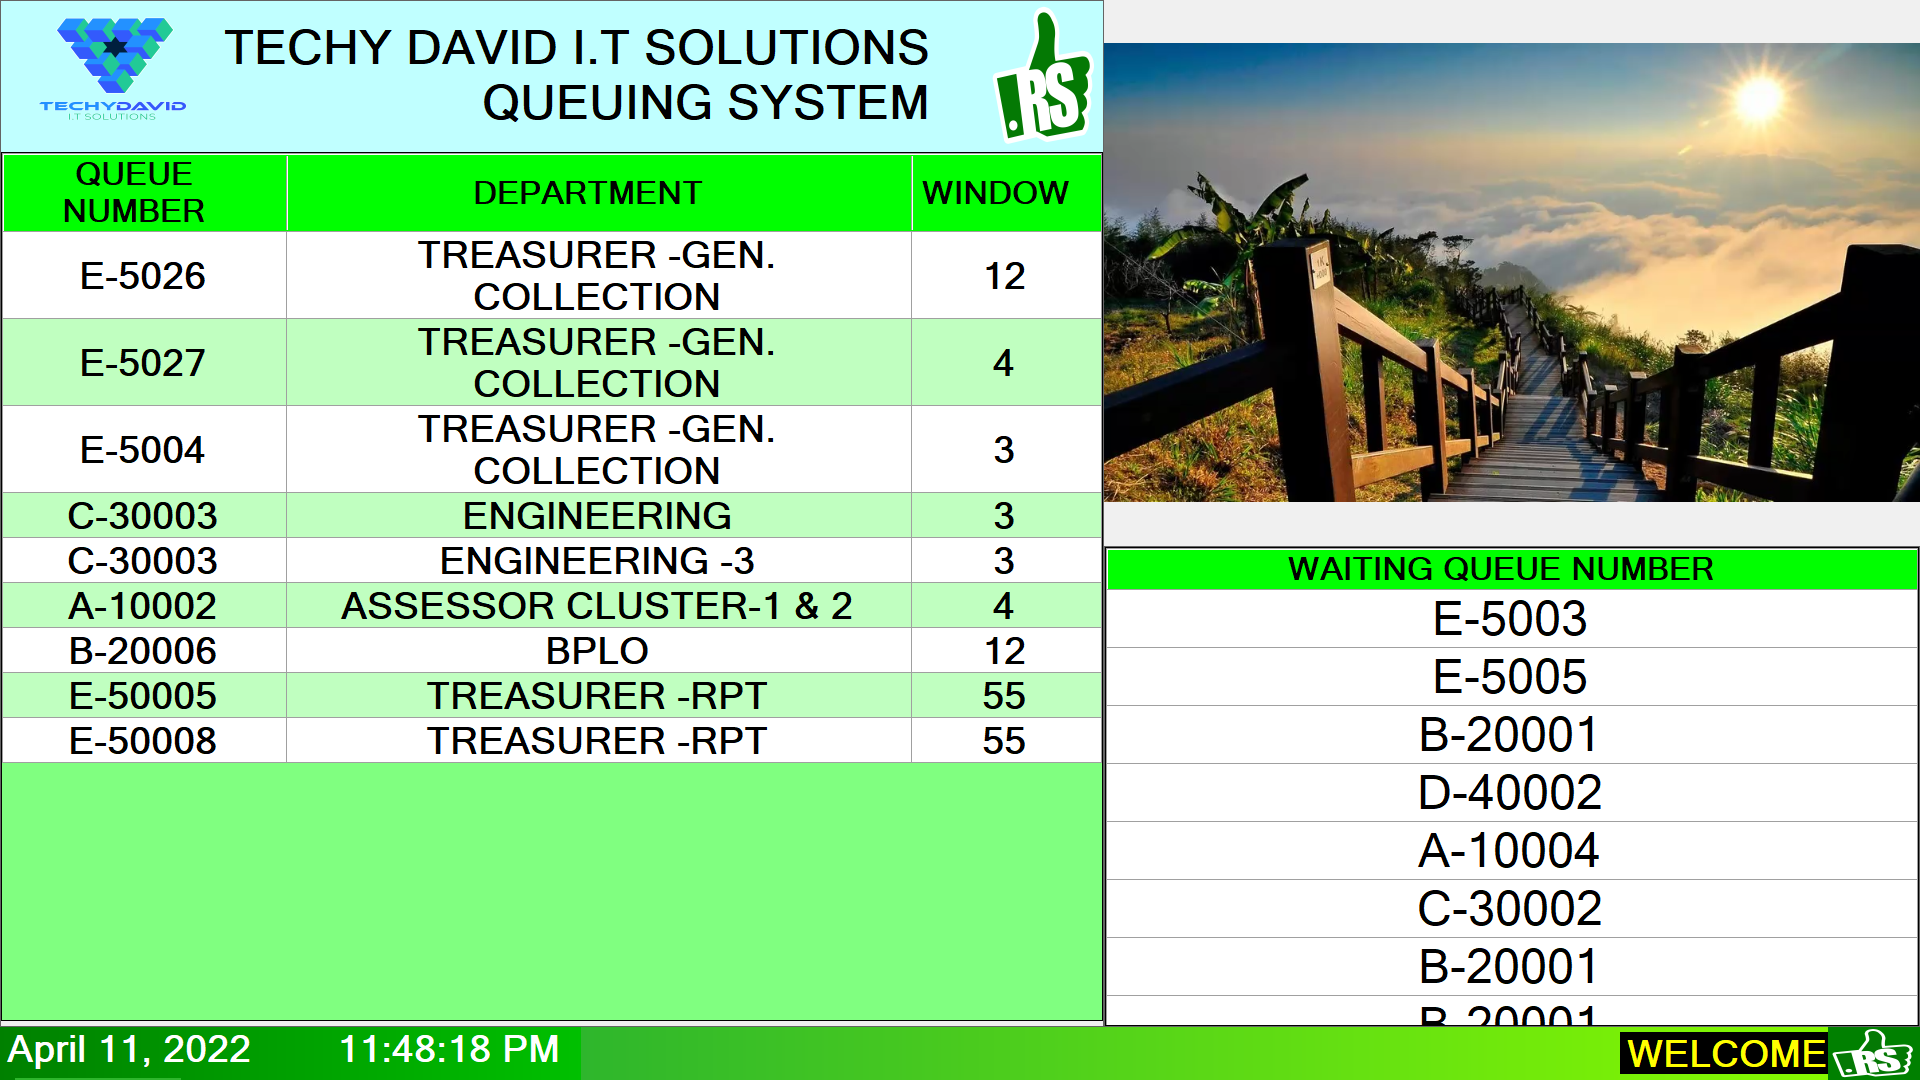 TECHYDAVID
I.T SOLUTIONS
TECHY DAVID I.T SOLUTIONS
QUEUING SYSTEM
.RS
QUEUE NUMBER DEPARTMENT WINDOW
E-5026 TREASURER -GEN. COLLECTION 12
E-5027 TREASURER -GEN. COLLECTION 4
E-5004 TREASURER -GEN. COLLECTION 3
C-30003 ENGINEERING 3
C-30003 ENGINEERING -3 3
A-10002 ASSESSOR CLUSTER-1 & 2 4
B-20006 BPLO 12
E-50005 TREASURER -RPT 55
E-50008 TREASURER -RPT 55
WAITING QUEUE NUMBER
E-5003
E-5005
B-20001
D-40002
A-10004
C-30002
B-20001
B-20001
April 11, 2022 11:48:18 PM
WELCOME
.RS